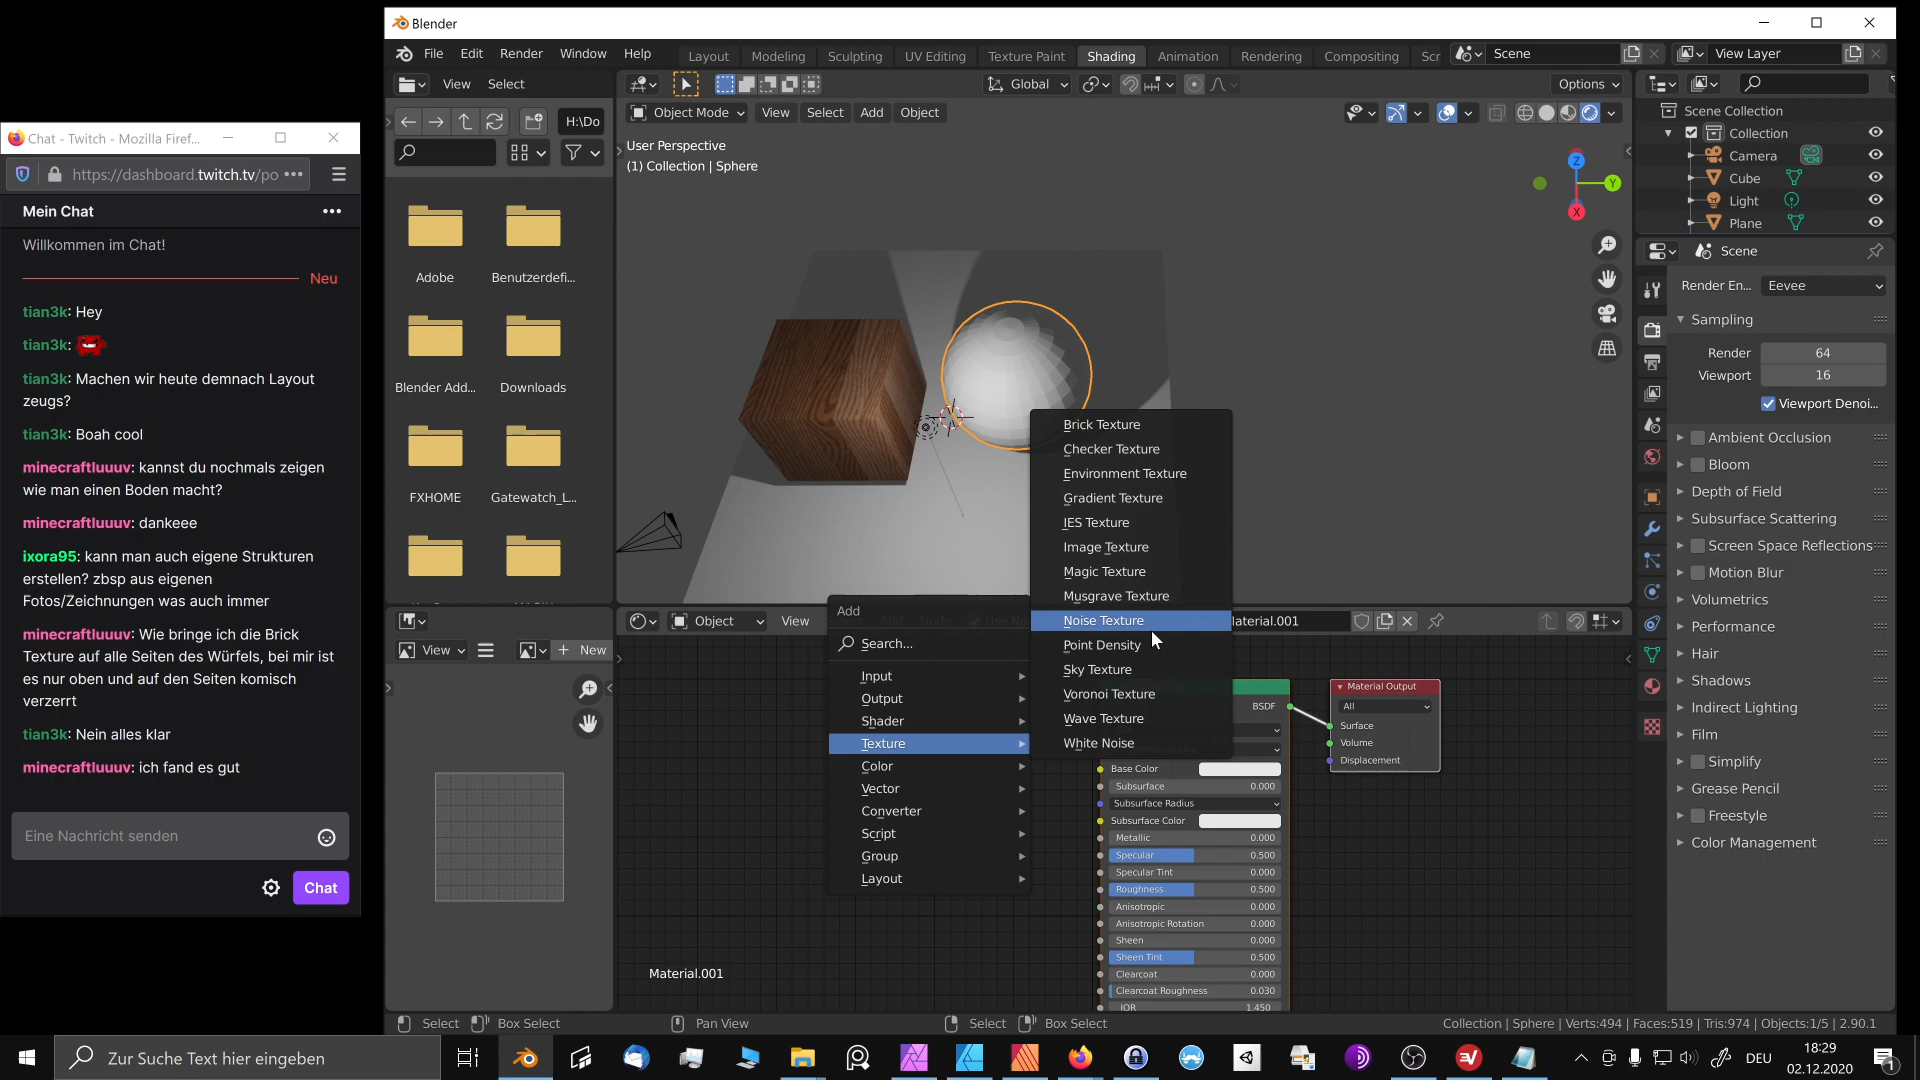 Blender
File Edit Render Window Help
Layout Modeling Sculpting UV Editing Texture Paint Shading Animation Rendering Compositing Scr
Scene
View Layer
View Select
Global
Options
H:\Do
Object Mode View Select Add Object
User Perspective
(1) Collection | Sphere
Z
Y
X
Adobe
Benutzerdefi...
Blender Add...
Downloads
FXHOME
Gatewatch_L...
Chat - Twitch - Mozilla Firef...
https://dashboard.twitch.tv/po
Mein Chat
Willkommen im Chat!
Neu
tian3k: Hey
tian3k:
tian3k: Machen wir heute demnach Layout
zeugs?
tian3k: Boah cool
minecraftluuuv: kannst du nochmals zeigen
wie man einen Boden macht?
minecraftluuuv: dankeee
ixora95: kann man auch eigene Strukturen
erstellen? zbsp aus eigenen
Fotos/Zeichnungen was auch immer
minecraftluuuv: Wie bringe ich die Brick
Texture auf alle Seiten des Würfels, bei mir ist
es nur oben und auf den Seiten komisch
verzerrt
tian3k: Nein alles klar
minecraftluuuv: ich fand es gut
Eine Nachricht senden
Chat
Scene Collection
Collection
Camera
Cube
Light
Plane
Scene
Render En... Eevee
Sampling
Render 64
Viewport 16
Viewport Denoi...
Ambient Occlusion
Bloom
Depth of Field
Subsurface Scattering
Screen Space Reflections
Motion Blur
Volumetrics
Performance
Hair
Shadows
Indirect Lighting
Film
Simplify
Grease Pencil
Freestyle
Color Management
Brick Texture
Checker Texture
Environment Texture
Gradient Texture
IES Texture
Image Texture
Magic Texture
Musgrave Texture
Noise Texture
Point Density
Sky Texture
Voronoi Texture
Wave Texture
White Noise
Add
Search...
Input
Output
Shader
Texture
Color
Vector
Converter
Script
Group
Layout
View
New
Object View
aterial.001
BSDF
Base Color
Subsurface 0.000
Subsurface Radius
Subsurface Color
Metallic 0.000
Specular 0.500
Specular Tint 0.000
Roughness 0.500
Anisotropic 0.000
Anisotropic Rotation 0.000
Sheen 0.000
Sheen Tint 0.500
Clearcoat 0.000
Clearcoat Roughness 0.030
IOR 1.450
Material Output
All
Surface
Volume
Displacement
Material.001
Select Box Select Pan View Select Box Select
Collection | Sphere | Verts:494 | Faces:519 | Tris:974 | Objects:1/5 | 2.90.1
Zur Suche Text hier eingeben
DEU
18:29
02.12.2020
1